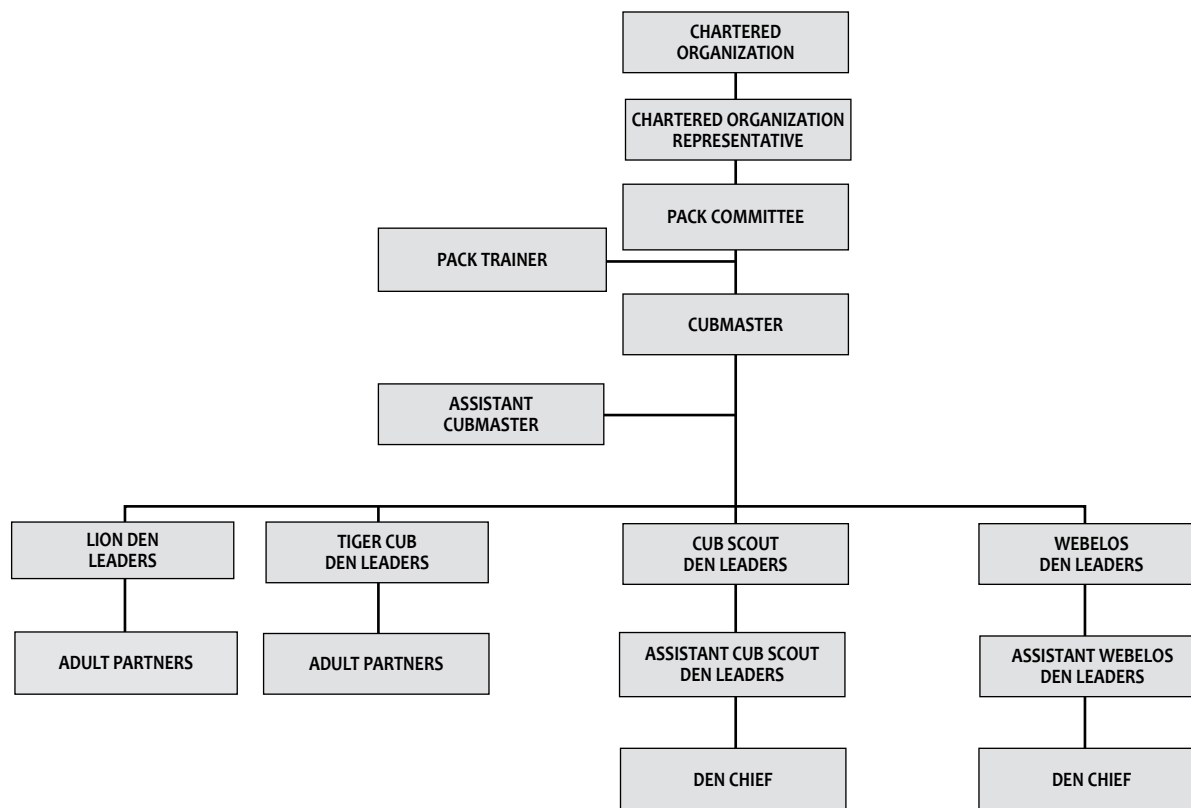 CHARTERED
ORGANIZATION
CHARTERED ORGANIZATION
REPRESENTATIVE
PACK COMMITTEE
PACK TRAINER
CUBMASTER
ASSISTANT
CUBMASTER
LION DEN
LEADERS
TIGER CUB
DEN LEADERS
CUB SCOUT
DEN LEADERS
WEBELOS
DEN LEADERS
ADULT PARTNERS
ADULT PARTNERS
ASSISTANT CUB SCOUT
DEN LEADERS
ASSISTANT WEBELOS
DEN LEADERS
DEN CHIEF
DEN CHIEF